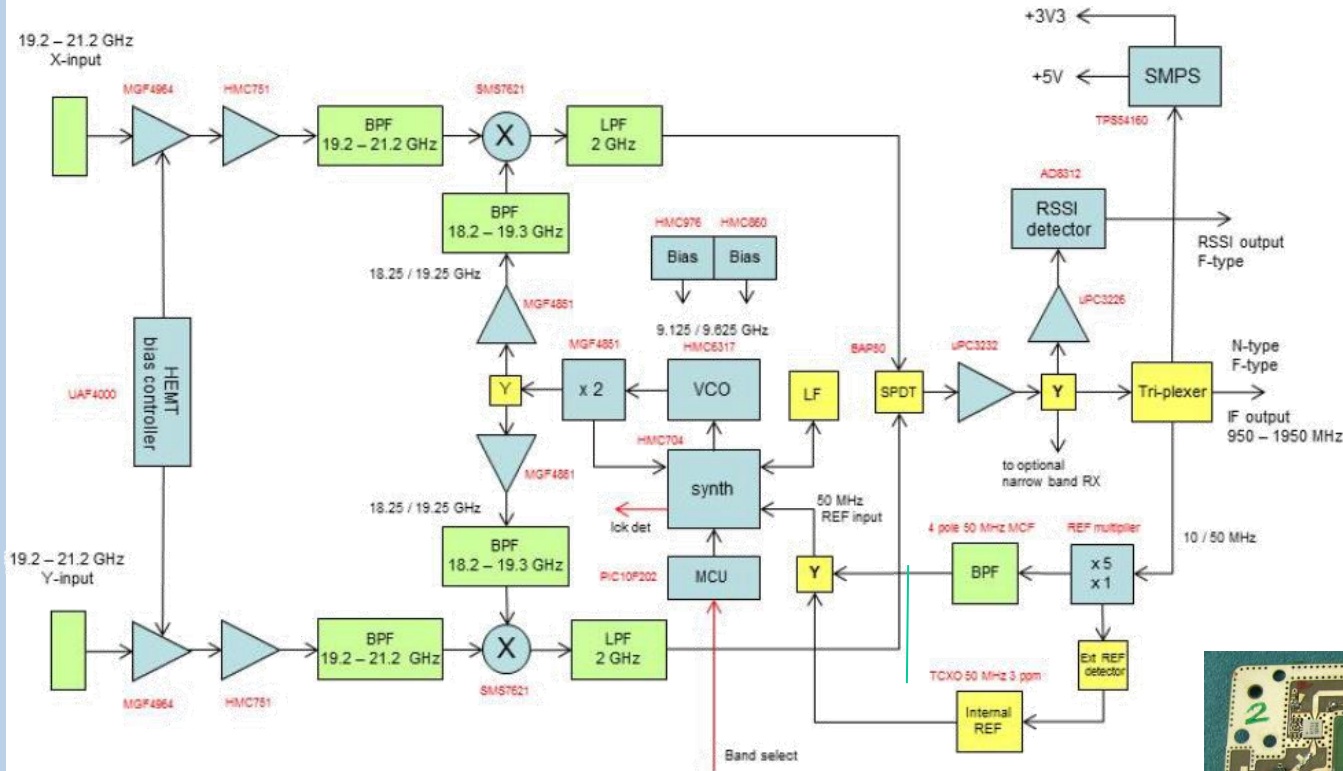 19.2 – 21.2 GHz
X-input
MGF4964
HMC751
BPF
19.2 – 21.2 GHz
SMS7621
X
LPF
2 GHz
+3V3
+5V
SMPS
TPS54160
AD8312
RSSI
detector
RSSI output
F-type
BPF
18.2 – 19.3 GHz
HMC976
HMC860
Bias
Bias
18.25 / 19.25 GHz
MGF4851
uPC3226
9.125 / 9.625 GHz
HMC6317
MGF4851
BAP50
uPC3232
N-type
F-type
HEMT
bias controller
UAF4000
Y
x 2
VCO
LF
SPDT
Y
Tri-plexer
IF output
950 – 1950 MHz
HMC704
MGF4851
synth
to optional
narrow band RX
18.25 / 19.25 GHz
lck det
50 MHz
REF input
4 pole 50 MHz MCF
REF multiplier
10 / 50 MHz
19.2 – 21.2 GHz
Y-input
BPF
18.2 – 19.3 GHz
PIC10F202
MCU
Y
BPF
x 5
x 1
BPF
19.2 – 21.2 GHz
X
LPF
2 GHz
MGF4964
HMC751
SMS7621
TCXO 50 MHz 3 ppm
Ext REF
detector
Internal
REF
Band select
2